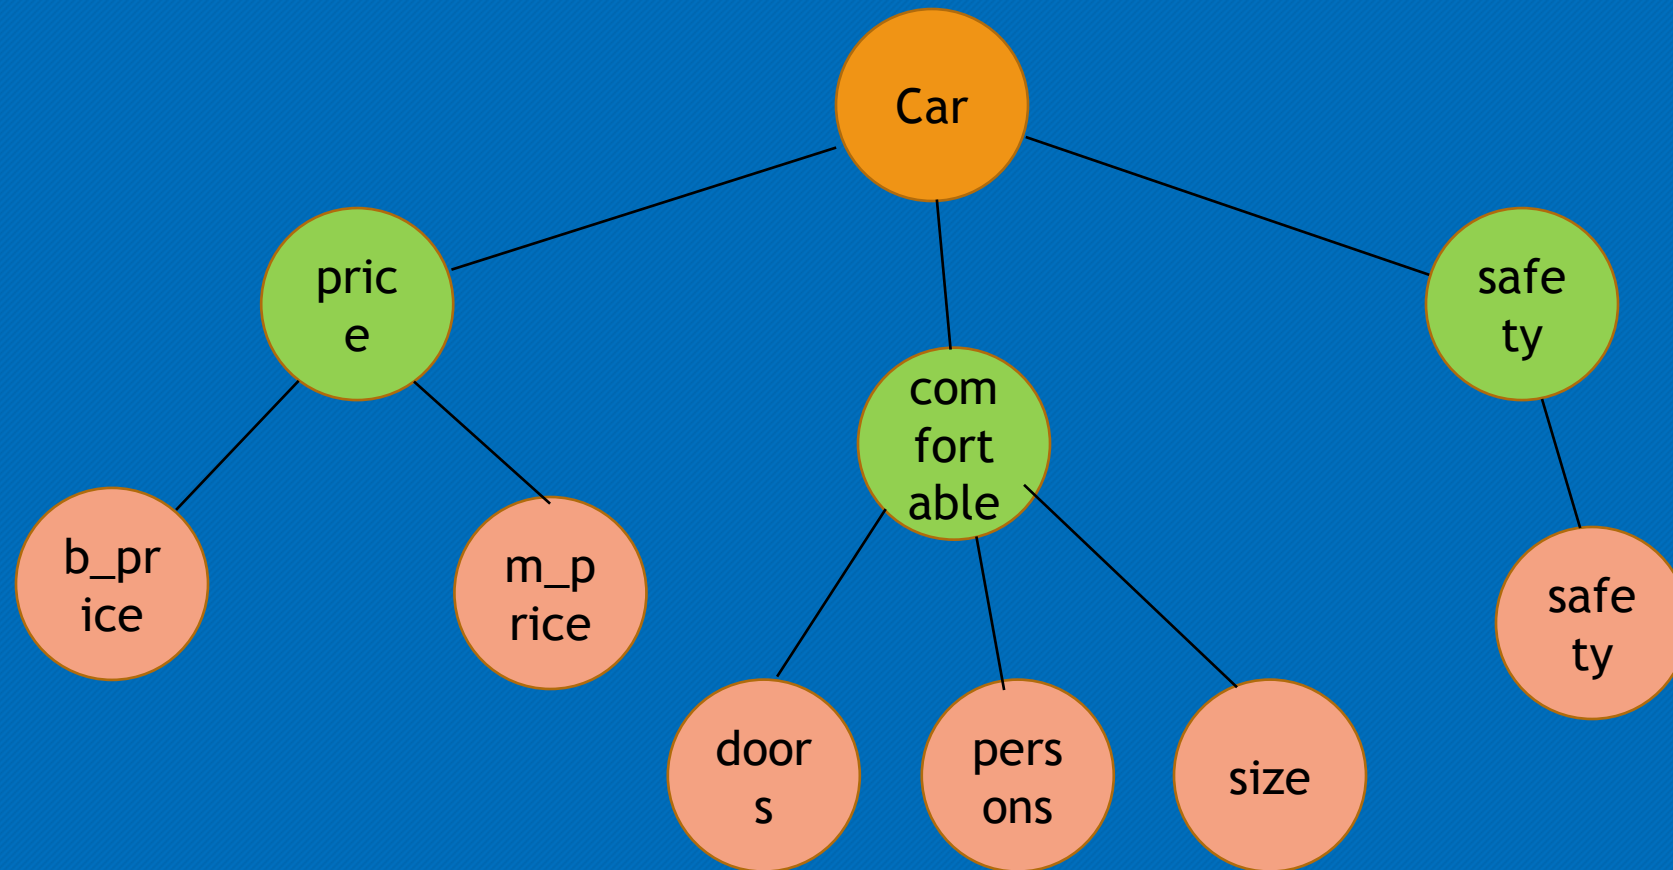 Car
pric
e
safe
ty
com
fort
able
b_pr
ice
m_p
rice
safe
ty
door
s
pers
ons
size